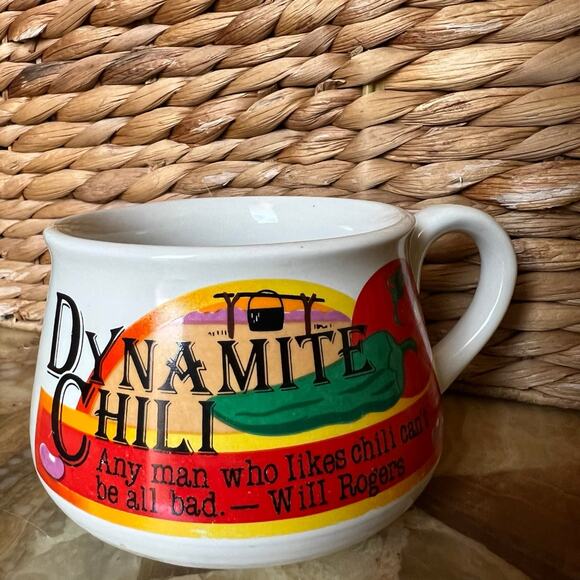 DYNAMITE
CHILI
Any man who likes chili can't
be all bad. — Will Rogers